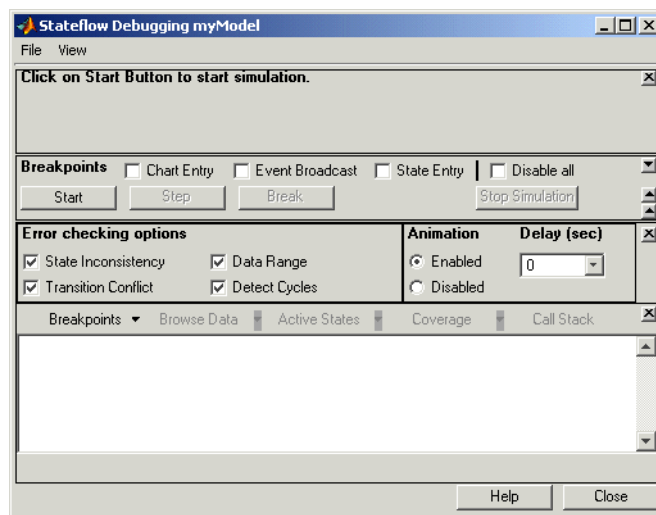 Stateflow Debugging myModel
File View
Click on Start Button to start simulation.
Breakpoints Chart Entry Event Broadcast State Entry Disable all
Start Step Break Stop Simulation
Error checking options Animation Delay (sec)
State Inconsistency Data Range Enabled 0
Transition Conflict Detect Cycles Disabled
Breakpoints Browse Data Active States Coverage Call Stack
Help Close